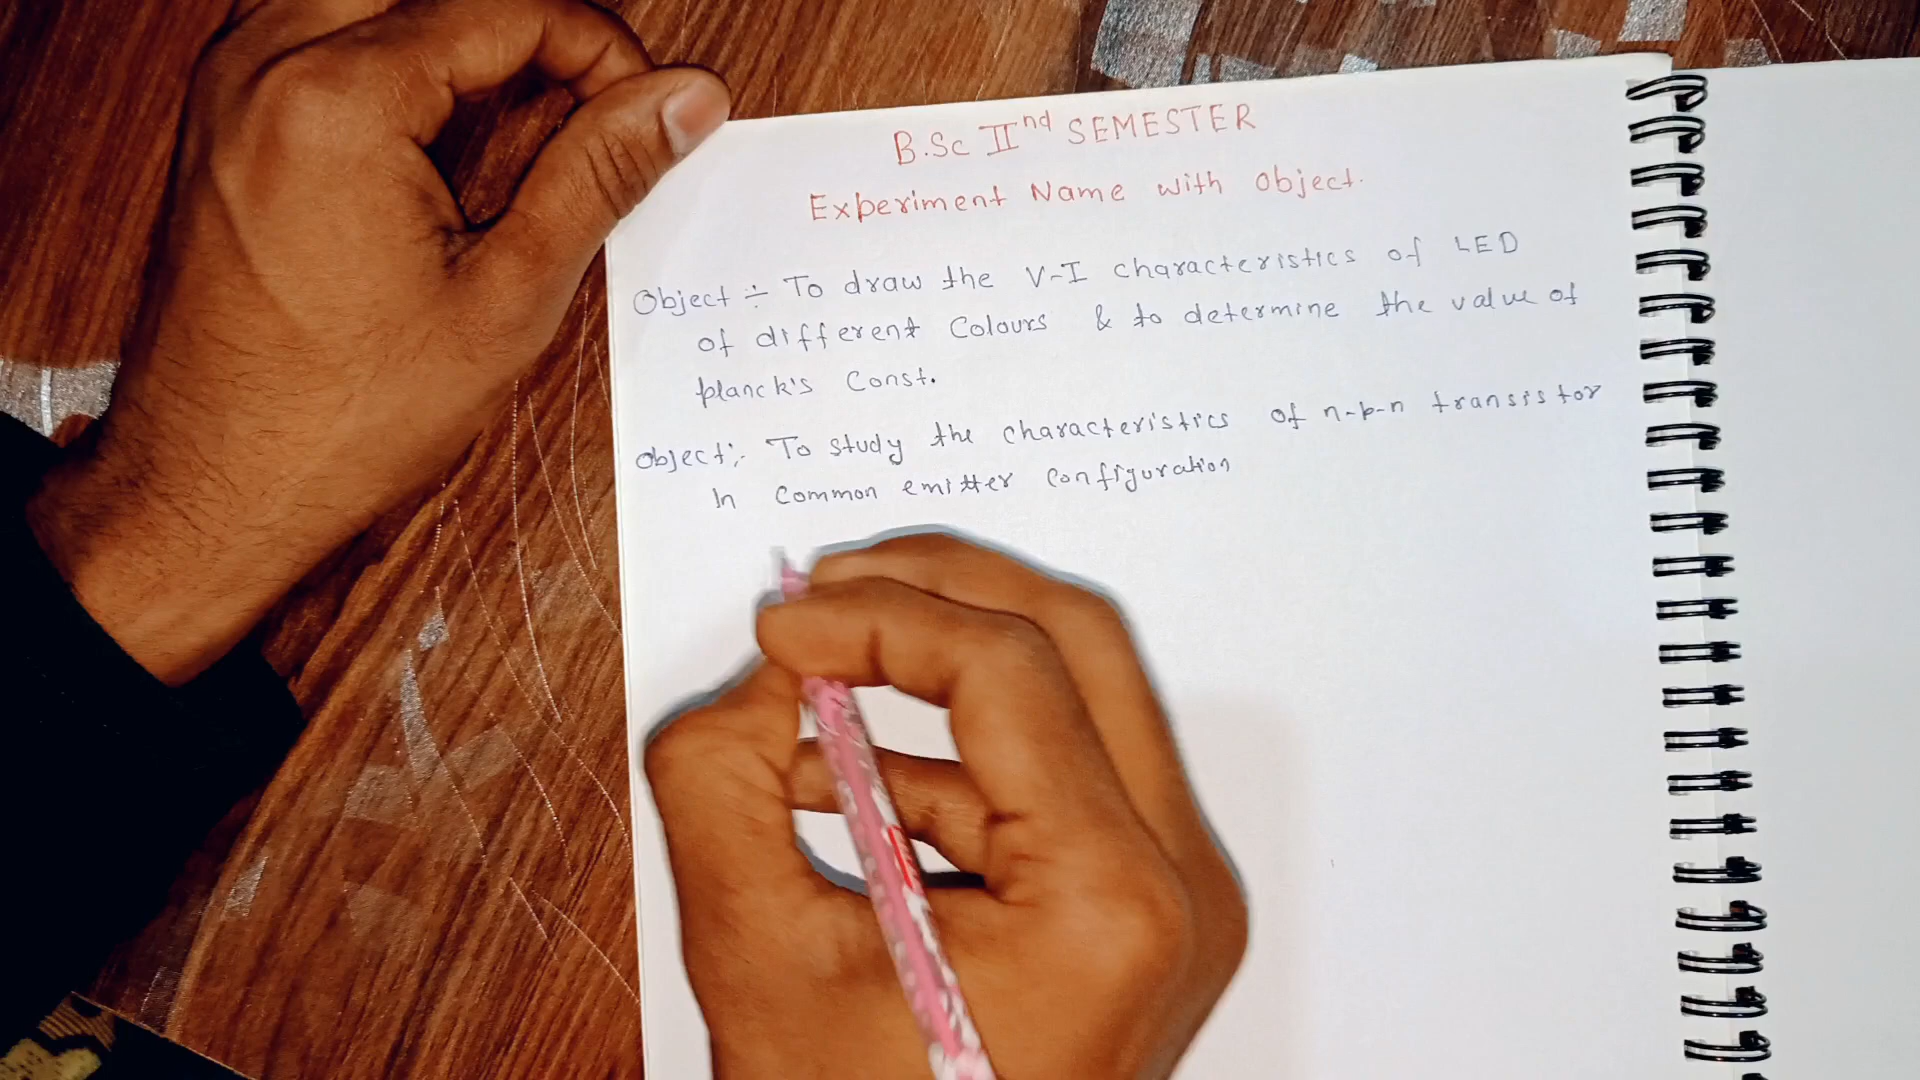 B.Sc IInd SEMESTER
Experiment Name with Object.
Object ÷ To draw the V-I characteristics of LED
of different Colours & to determine the value of
planck's Const.
Object:- To study the characteristics of n-p-n transistor
In Common emitter Configuration